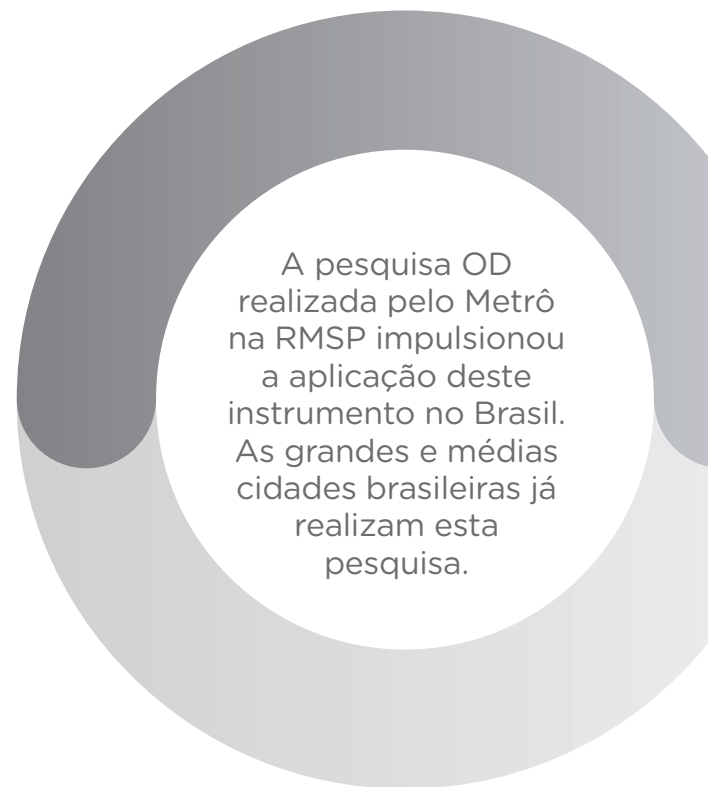 A pesquisa OD
realizada pelo Metrô
na RMSP impulsionou
a aplicação deste
instrumento no Brasil.
As grandes e médias
cidades brasileiras já
realizam esta
pesquisa.